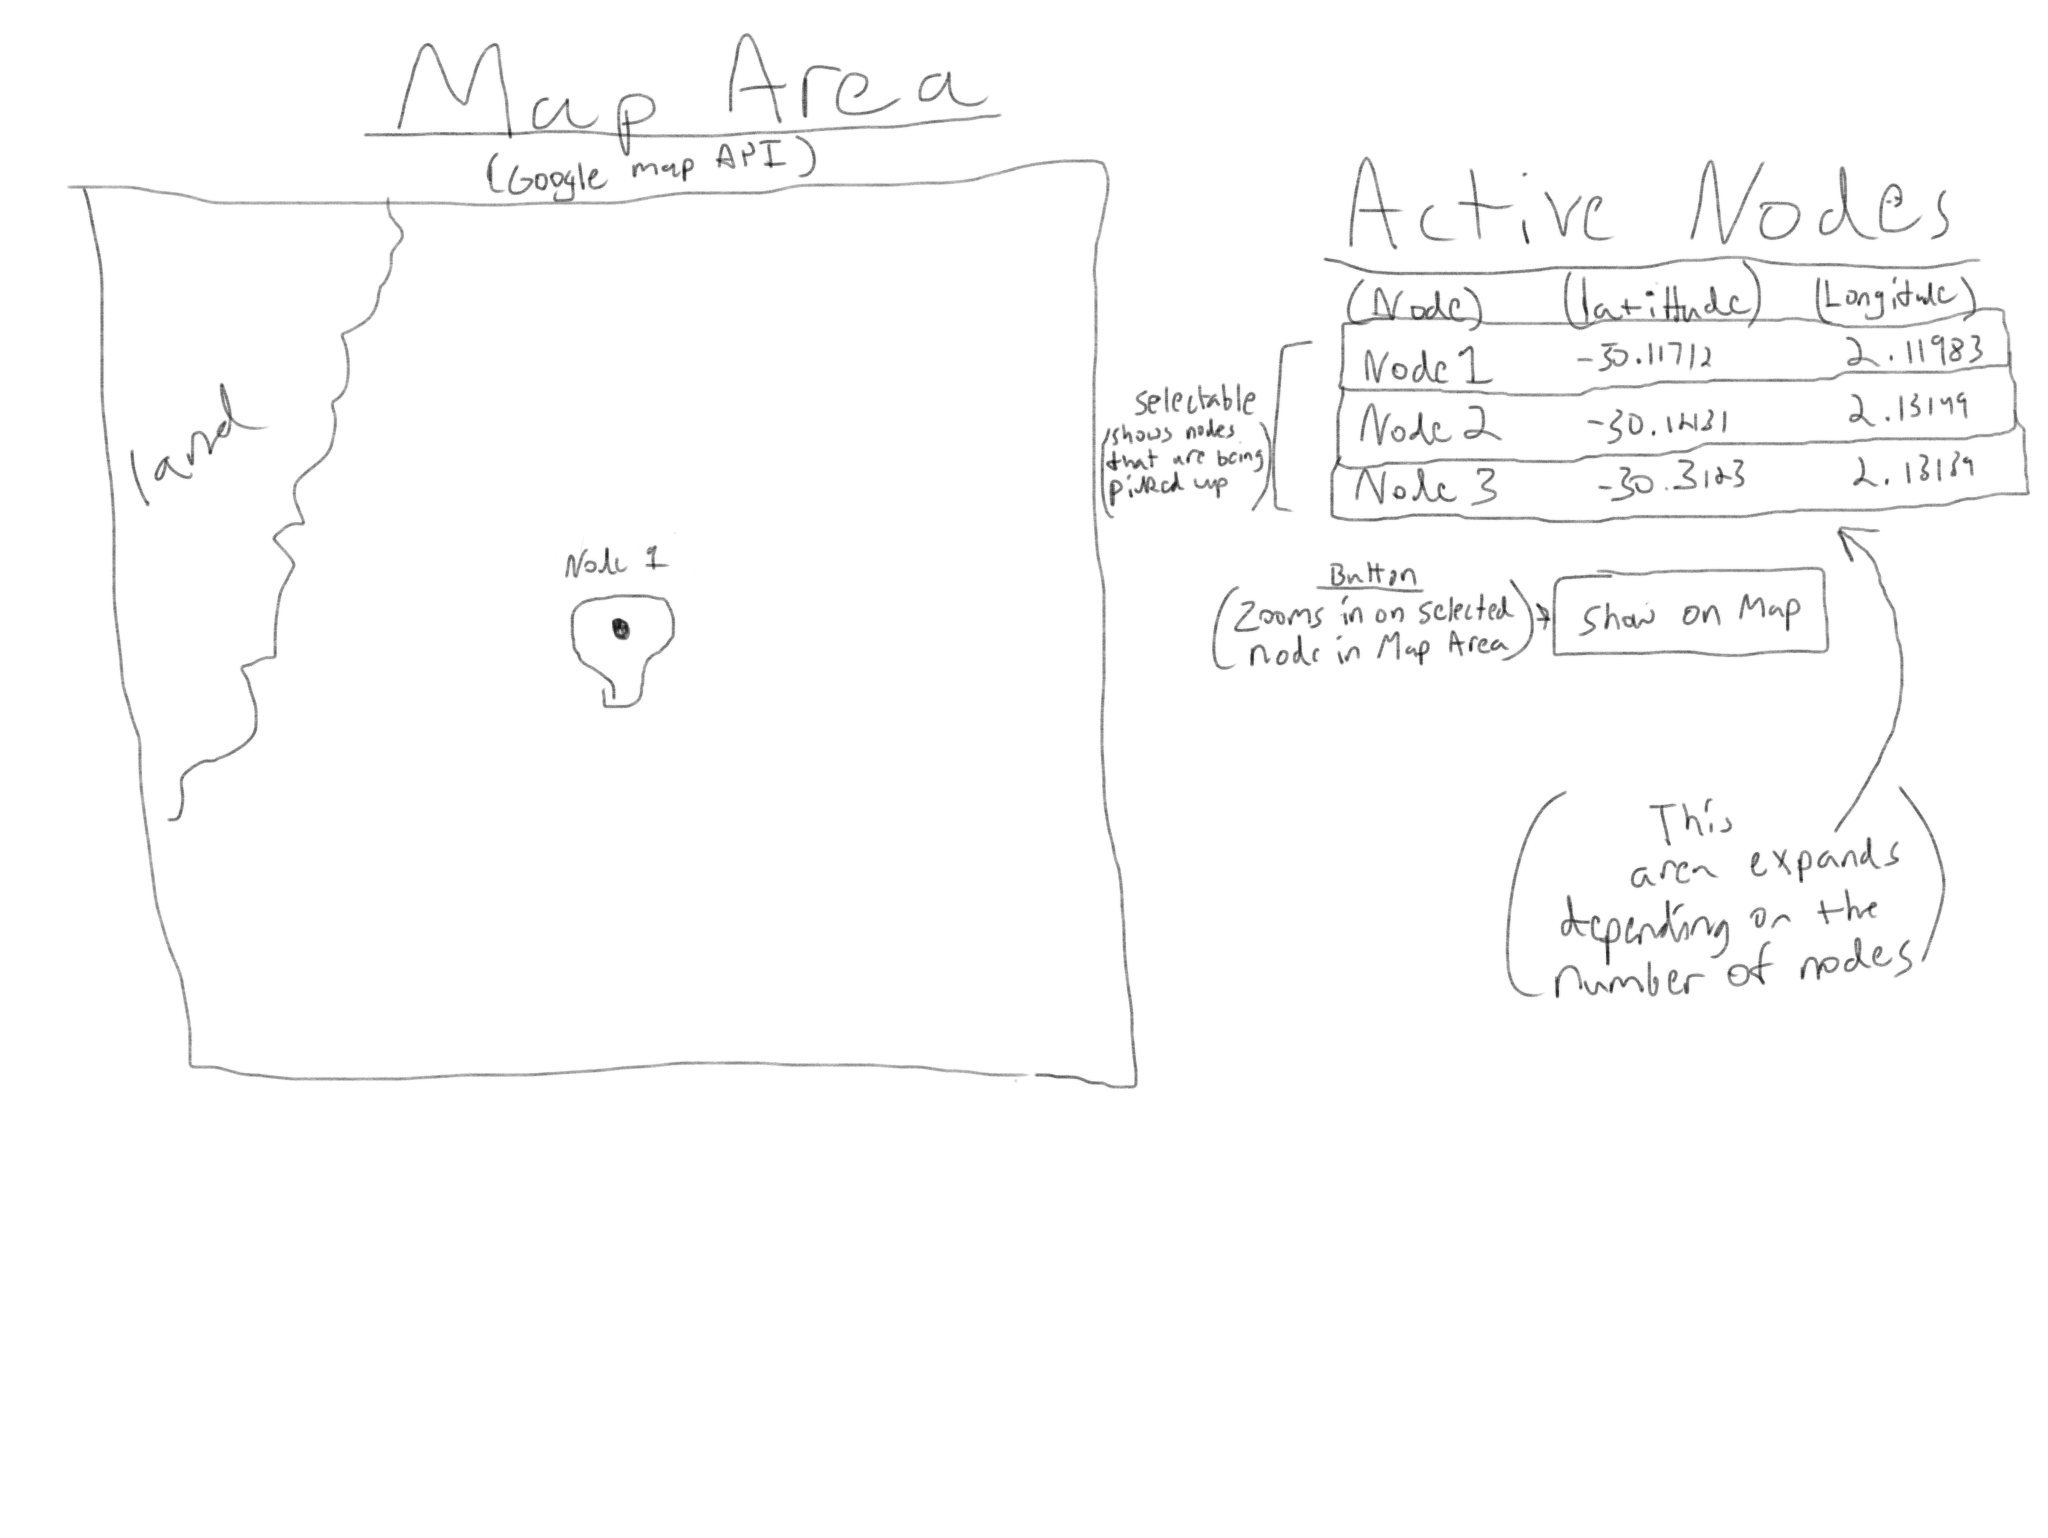 Map Area
(Google map API)
land
Node 1
Active Nodes
(Node) (latittude) (Longitude)
Node 1 -30.11712 2.11983
Node 2 2.13149
Node 3 -30.3123 2.13139
selectable
(shows nodes
that are being
picked up)
Button
(Zooms in on selected
node in Map Area)
Show on Map
(This
area expands
depending on the
number of nodes)